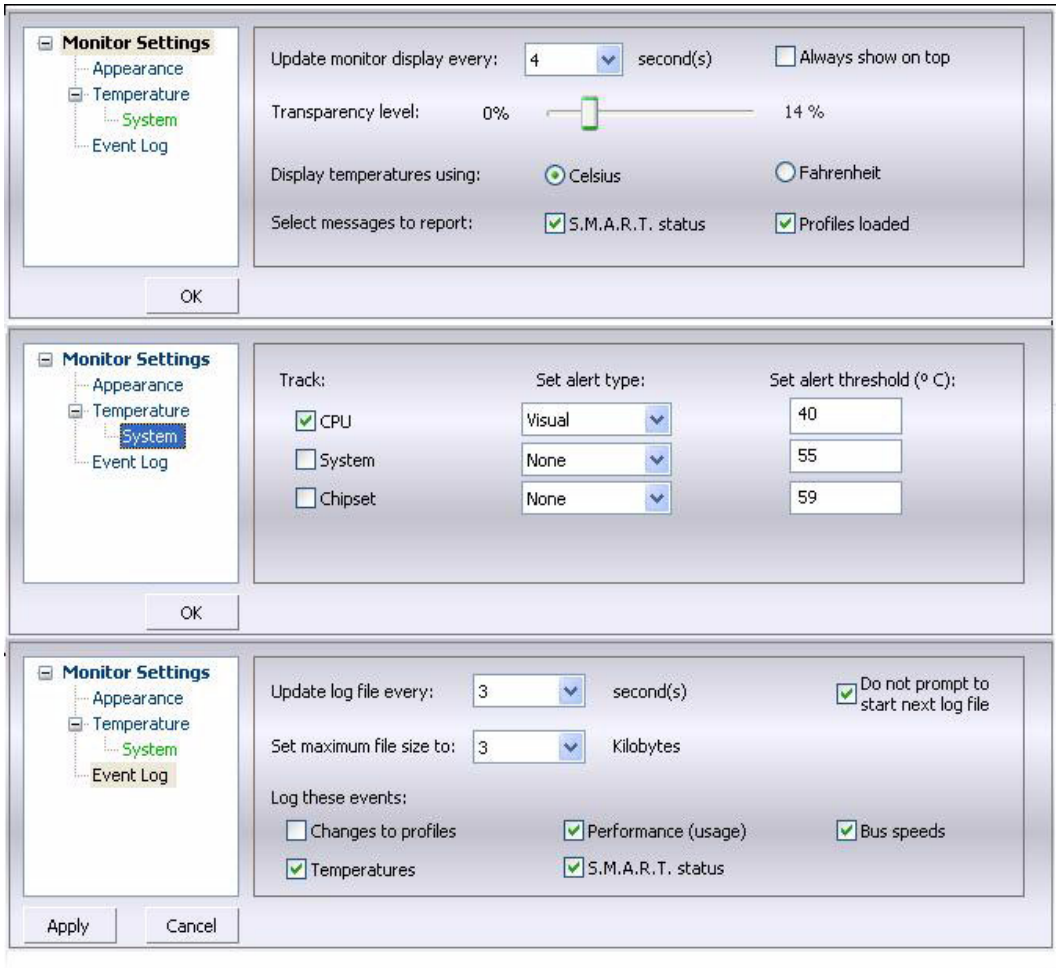 Monitor Settings
Appearance
Temperature
System
Event Log
Update monitor display every: 4 second(s) Always show on top
Transparency level: 0% 14 %
Display temperatures using: Celsius Fahrenheit
Select messages to report: S.M.A.R.T. status Profiles loaded
OK
Monitor Settings
Appearance
Temperature
System
Event Log
Track: Set alert type: Set alert threshold (º C):
CPU Visual 40
System None 55
Chipset None 59
OK
Monitor Settings
Appearance
Temperature
System
Event Log
Update log file every: 3 second(s) Do not prompt to
start next log file
Set maximum file size to: 3 Kilobytes
Log these events:
Changes to profiles Performance (usage) Bus speeds
Temperatures S.M.A.R.T. status
Apply Cancel